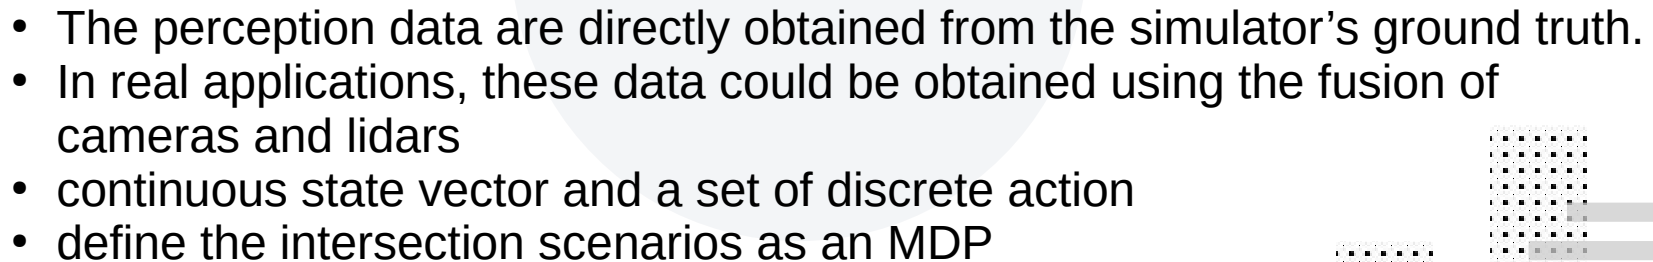 • The perception data are directly obtained from the simulator’s ground truth.
• In real applications, these data could be obtained using the fusion of
cameras and lidars
• continuous state vector and a set of discrete action
• define the intersection scenarios as an MDP